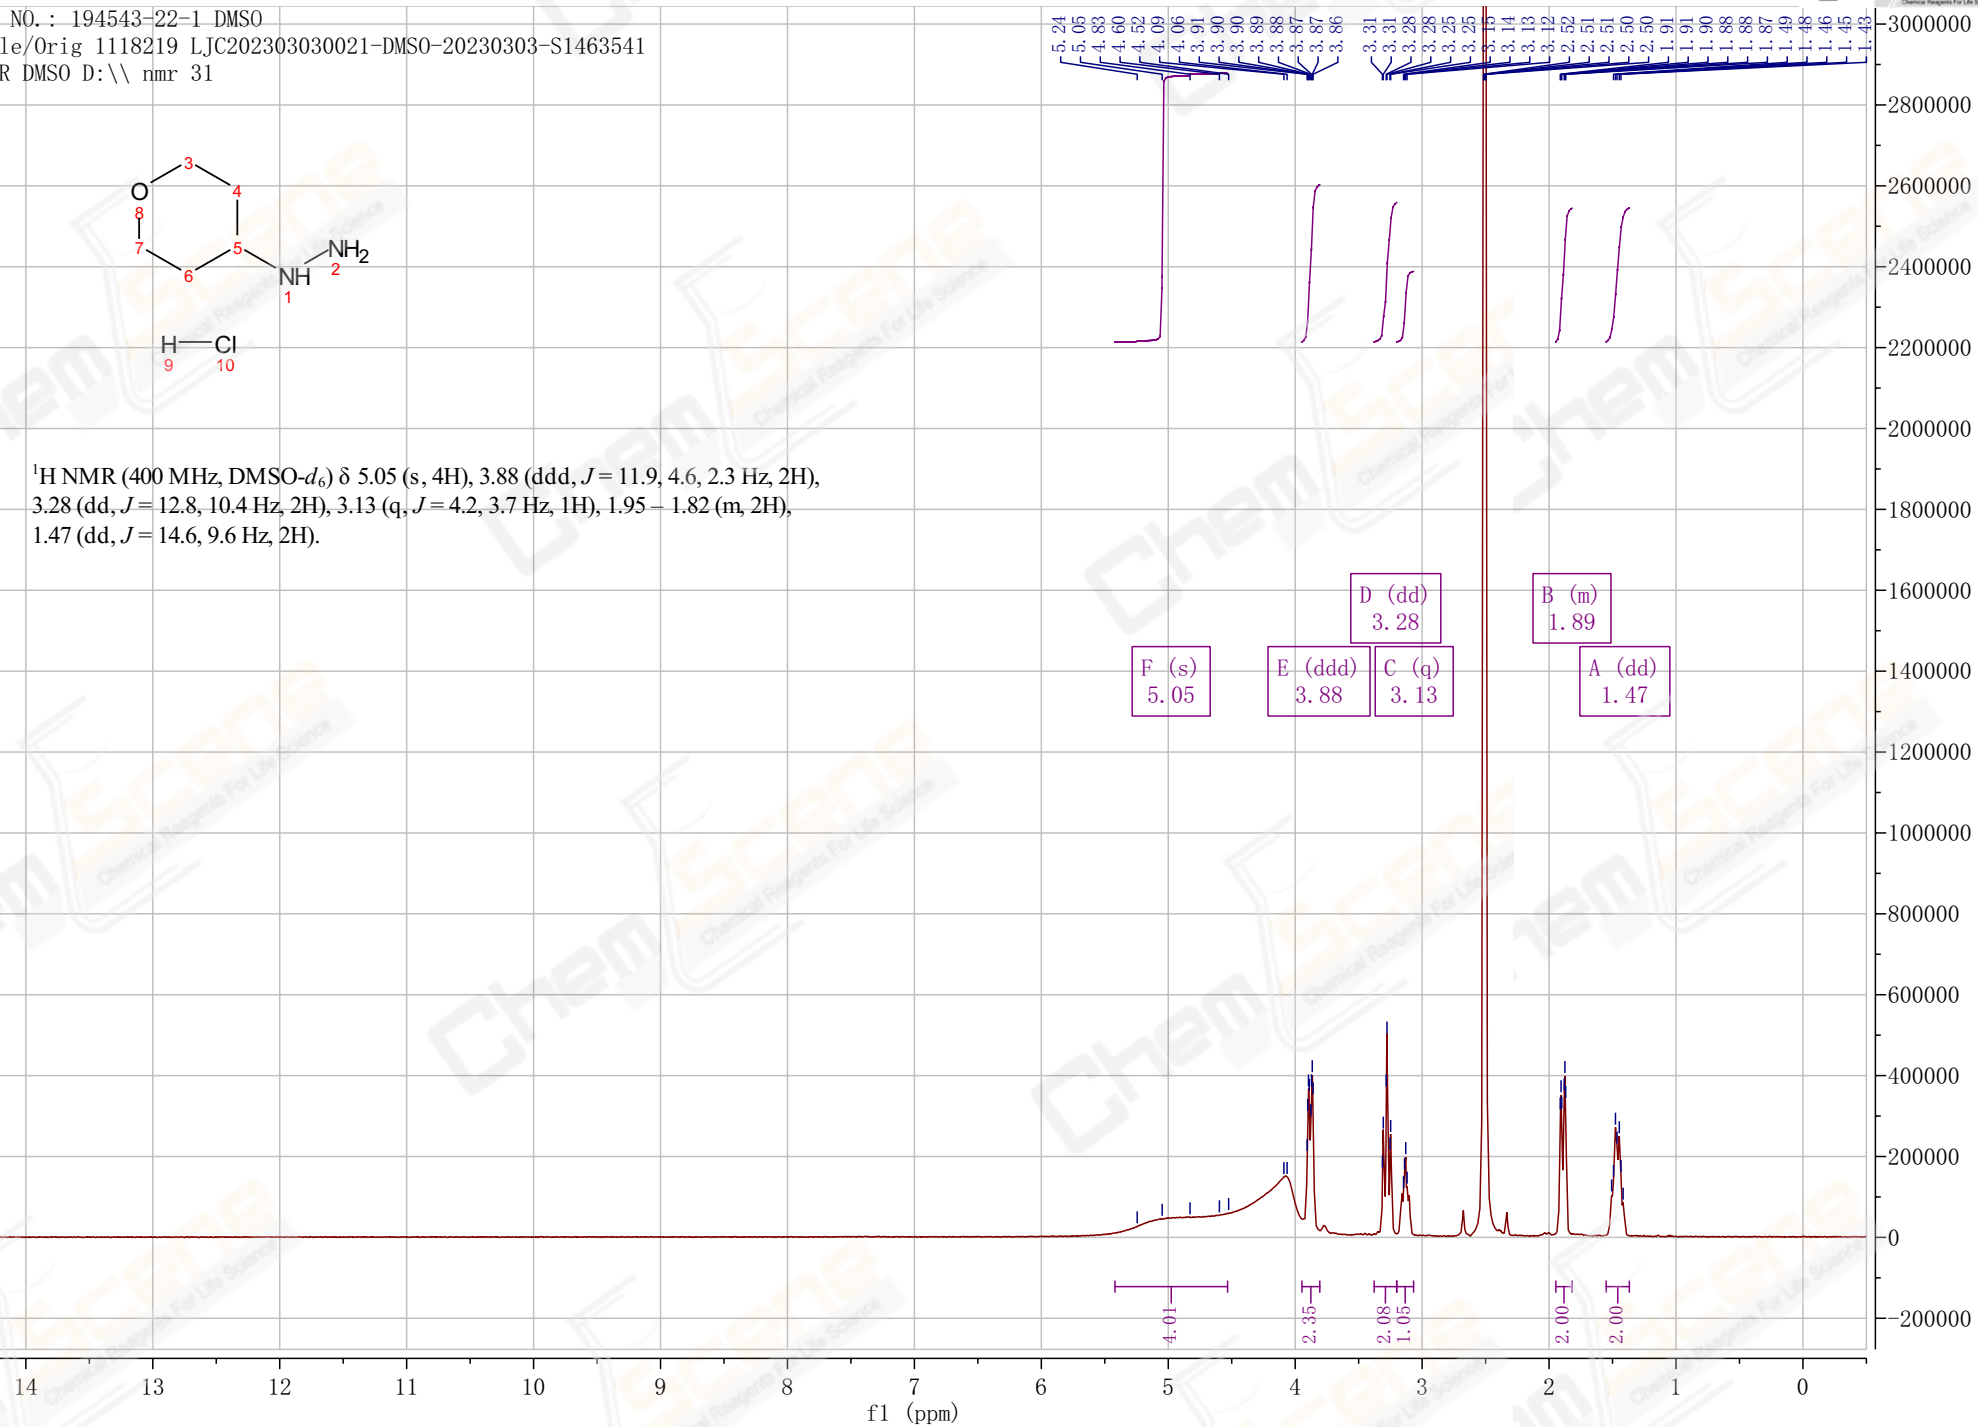 NO.: 194543-22-1 DMSO
le/Orig 1118219 LJC202303030021-DMSO-20230303-S1463541
R DMSO D:\\ nmr 31
5.24 5.05 4.83 4.60 4.52 4.09 4.06 3.91 3.90 3.90 3.89 3.88 3.87 3.87 3.86 3.31 3.31 3.28 3.28 3.25 3.25 3.15 3.14 3.13 3.12 2.52 2.51 2.51 2.50 2.50 1.91 1.91 1.90 1.88 1.88 1.87 1.49 1.48 1.46 1.45 1.43
3
O
8
4
7
5
6
NH
1
NH2
2
H Cl
9 10
1H NMR (400 MHz, DMSO-d6) δ 5.05 (s, 4H), 3.88 (ddd, J = 11.9, 4.6, 2.3 Hz, 2H),
3.28 (dd, J = 12.8, 10.4 Hz, 2H), 3.13 (q, J = 4.2, 3.7 Hz, 1H), 1.95 – 1.82 (m, 2H),
1.47 (dd, J = 14.6, 9.6 Hz, 2H).
D (dd)
3.28
B (m)
1.89
F (s)
5.05
E (ddd)
3.88
C (q)
3.13
A (dd)
1.47
4.01 2.35 2.08 1.05 2.00 2.00
3000000
2800000
2600000
2400000
2200000
2000000
1800000
1600000
1400000
1200000
1000000
800000
600000
400000
200000
0
-200000
14 13 12 11 10 9 8 7 6 5 4 3 2 1 0
f1 (ppm)
ChemScene
Chemical Reagents For Life Science